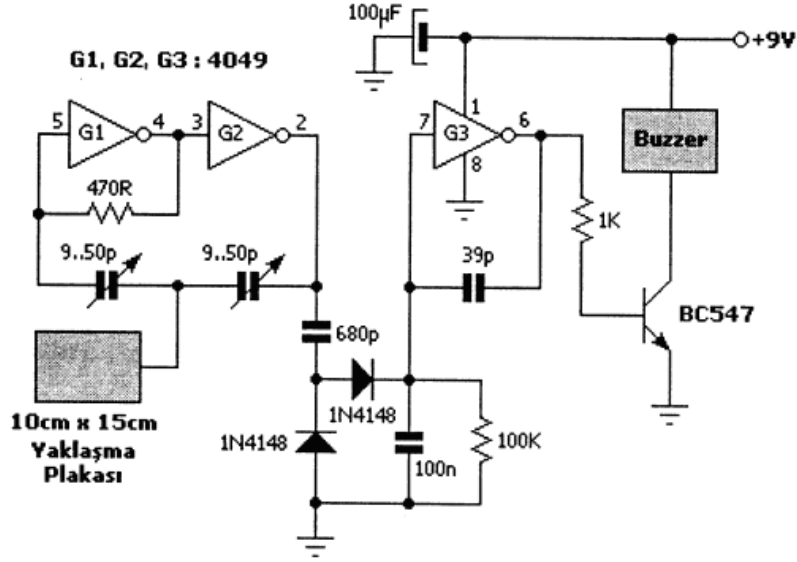 100µF
+9V
G1, G2, G3 : 4049
5
G1
4
3
G2
2
7
G3
1
6
8
Buzzer
470R
1K
9..50p
9..50p
39p
BC547
680p
10cm x 15cm
Yaklaşma
Plakası
1N4148
1N4148
100n
100K